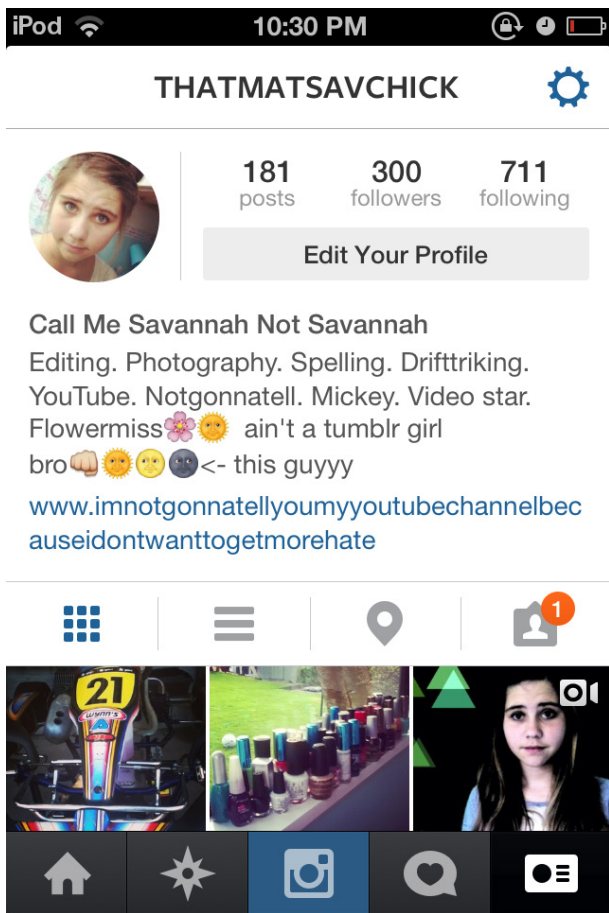 iPod 10:30 PM
THATMATSAVCHICK
181 300 711
posts followers following
Edit Your Profile
Call Me Savannah Not Savannah
Editing. Photography. Spelling. Drifttriking.
YouTube. Notgonnatell. Mickey. Video star.
Flowermiss🌸🌞 ain't a tumblr girl
bro👊🌞🌝🌚<- this guyyy
www.imnotgonnatellyoumyyoutubechannelbec
auseidontwanttogetmorehate
1
21
WYNN'S